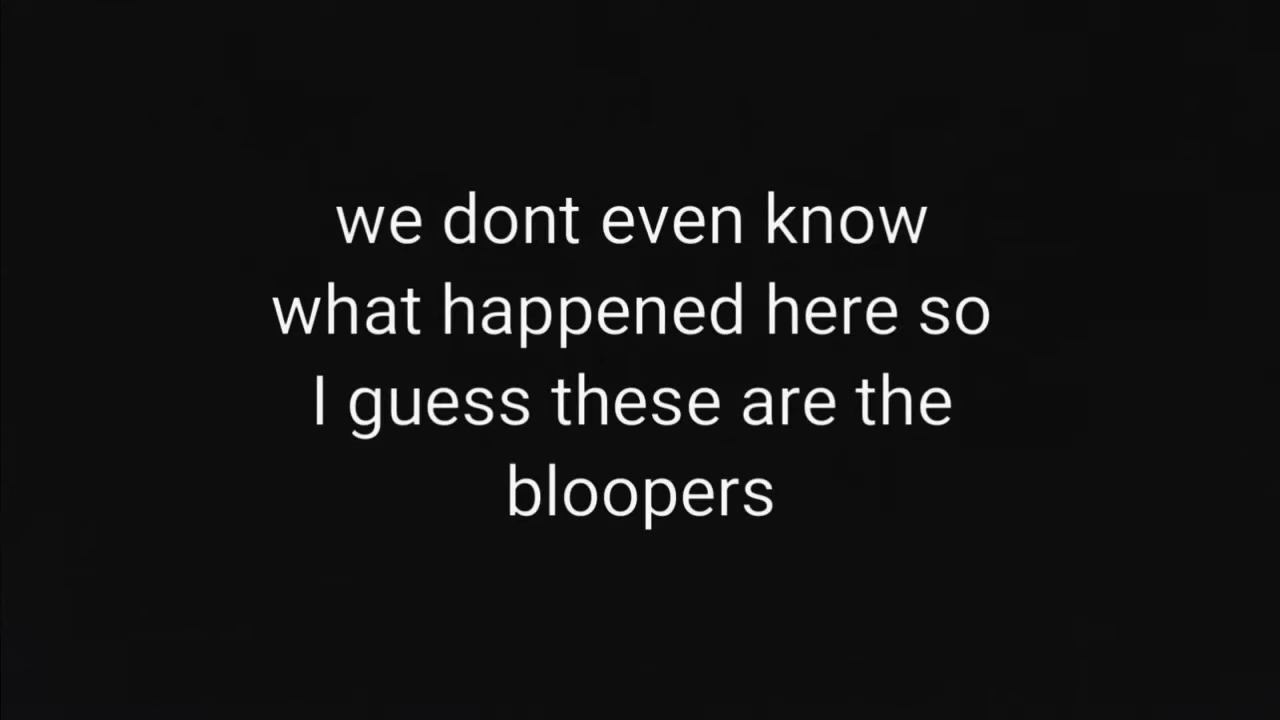 we dont even know
what happened here so
I guess these are the
bloopers